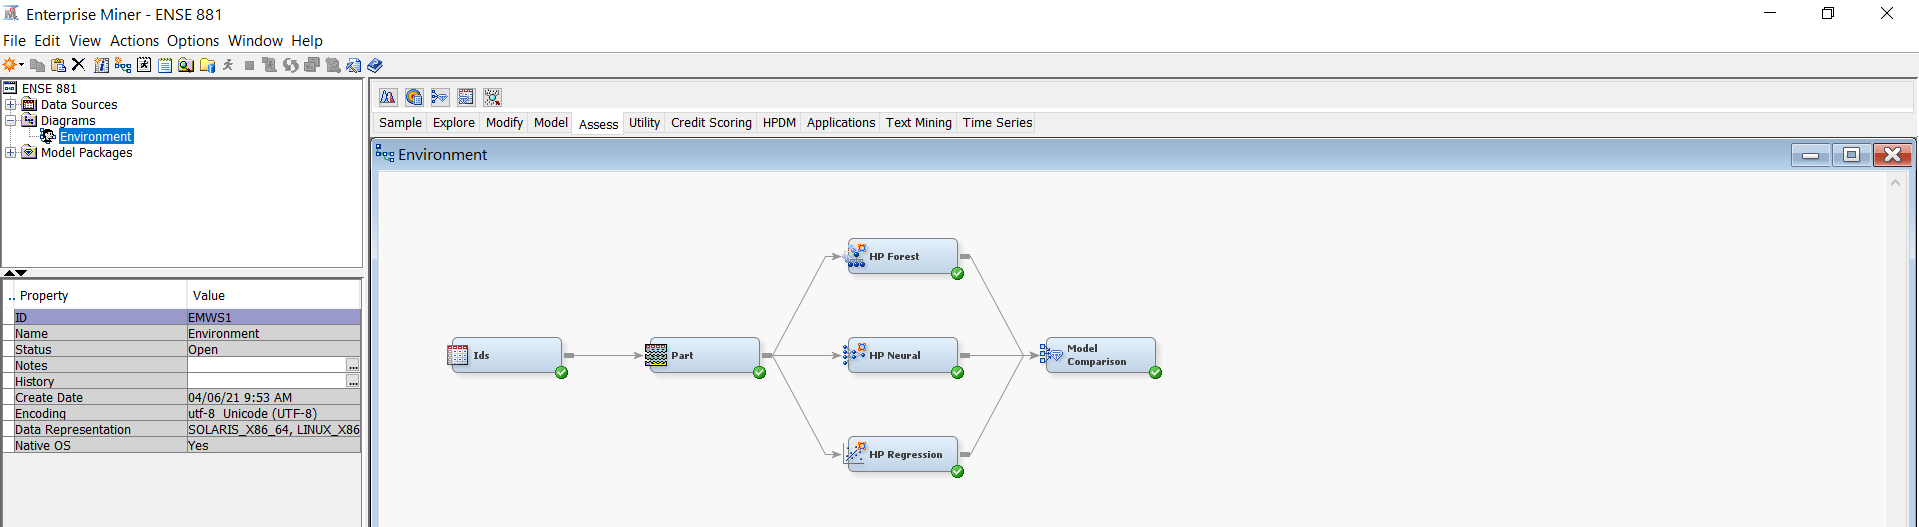 Enterprise Miner - ENSE 881
File Edit View Actions Options Window Help
ENSE 881
Data Sources
Diagrams
Environment
Model Packages
.. Property Value
ID EMWS1
Name Environment
Status Open
Notes ...
History ...
Create Date 04/06/21 9:53 AM
Encoding utf-8 Unicode (UTF-8)
Data Representation SOLARIS_X86_64, LINUX_X86
Native OS Yes
Sample Explore Modify Model Assess Utility Credit Scoring HPDM Applications Text Mining Time Series
Environment
HP Forest
Ids
Part
HP Neural
Model
Comparison
HP Regression